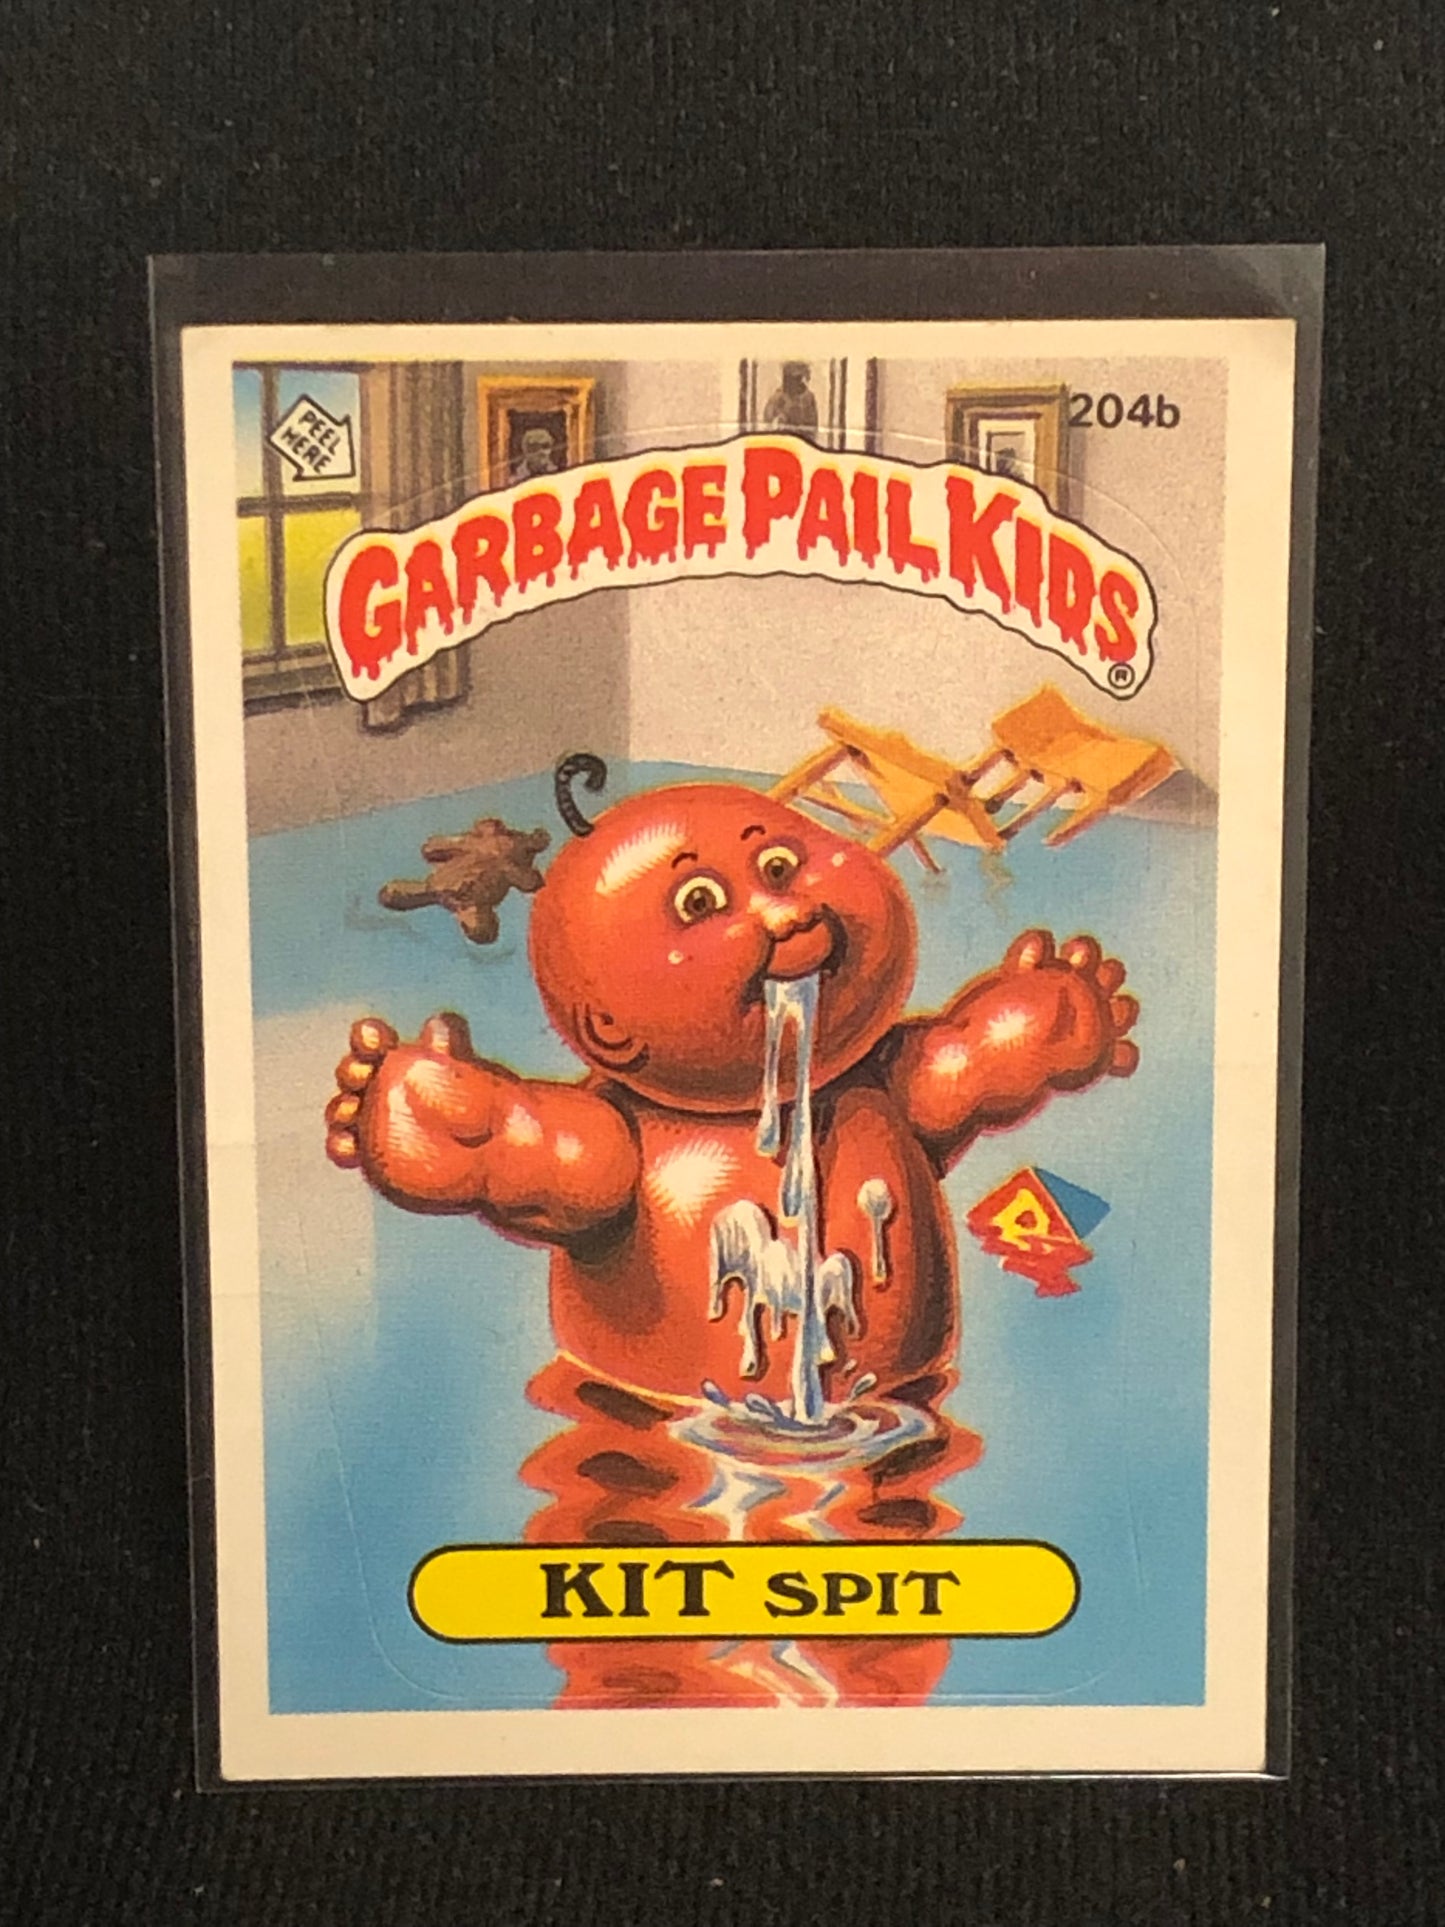 PEEL
HERE
204b
GARBAGE PAIL KIDS
®
KIT SPIT